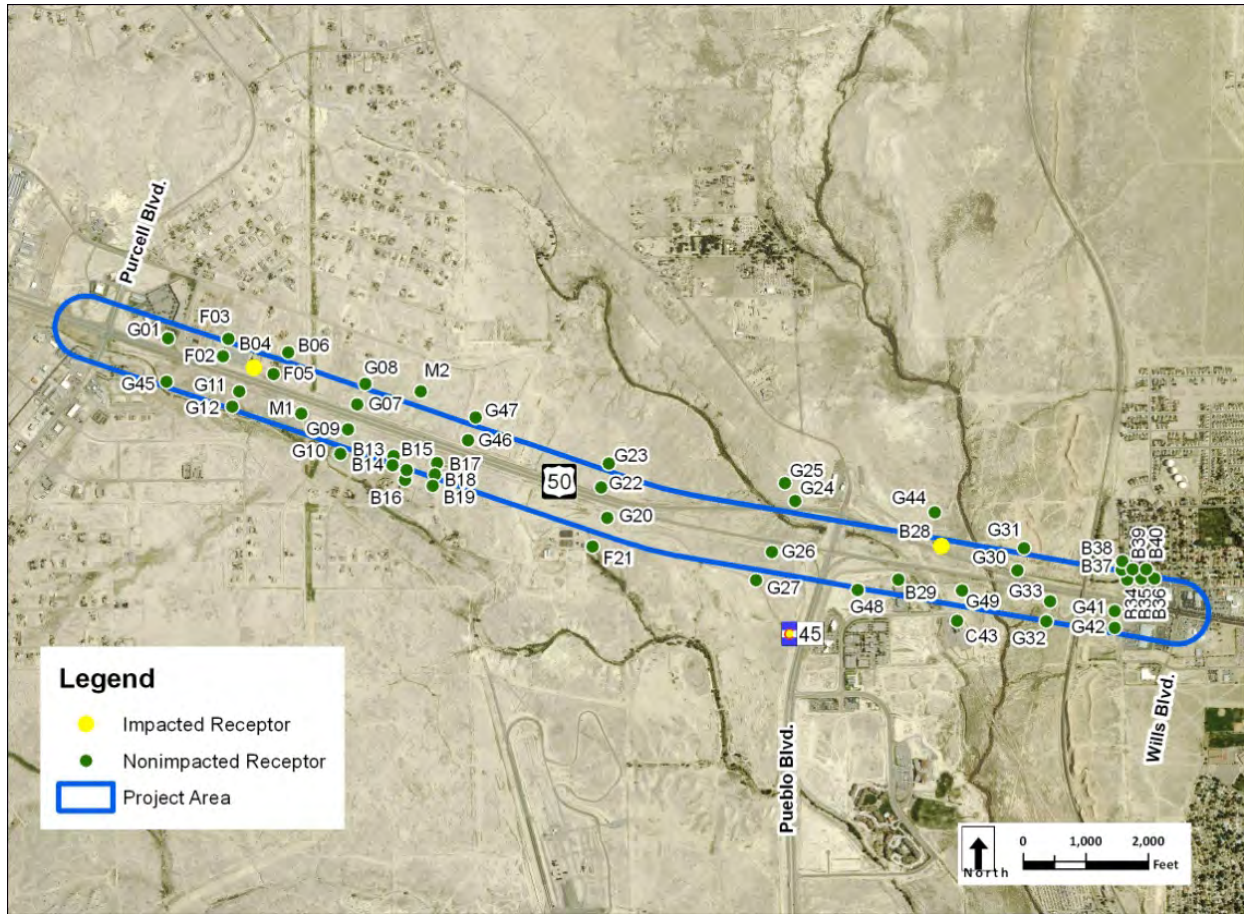 Purcell Blvd.
F03
G01
B04
B06
F02
F05
G45
G11
G08
M2
G12
M1
G07
G47
G09
G46
G10
B13
B15
B14
B17
B18
B16
B19
50
G23
G22
G20
F21
G25
G24
G44
B28
G31
G26
G30
G27
G48
B29
G49
G33
C43
G32
B38
B39
B40
B37
B34
B35
B36
G41
G42
45
Pueblo Blvd.
Wills Blvd.
Legend
Impacted Receptor
Nonimpacted Receptor
Project Area
North
0 1,000 2,000
Feet